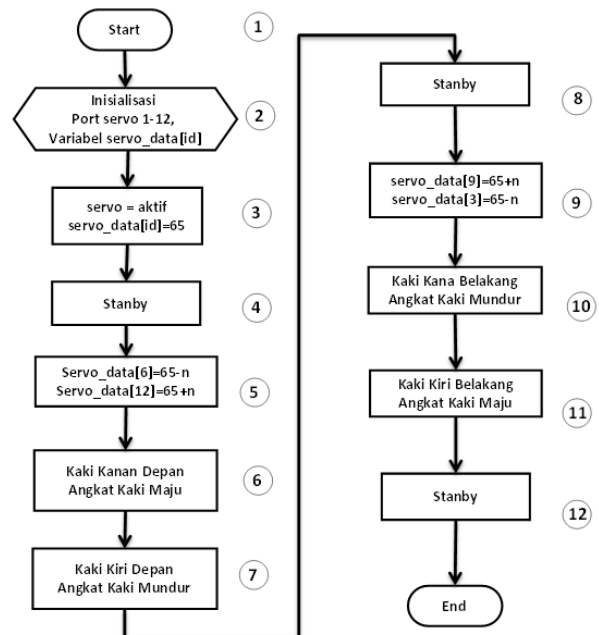 Start
1
Inisialisasi
Port servo 1-12,
Variabel servo_data[id]
2
servo = aktif
servo_data[id]=65
3
Stanby
4
Servo_data[6]=65-n
Servo_data[12]=65+n
5
Kaki Kanan Depan
Angkat Kaki Maju
6
Kaki Kiri Depan
Angkat Kaki Mundur
7
Stanby
8
servo_data[9]=65+n
servo_data[3]=65-n
9
Kaki Kana Belakang
Angkat Kaki Mundur
10
Kaki Kiri Belakang
Angkat Kaki Maju
11
Stanby
12
End